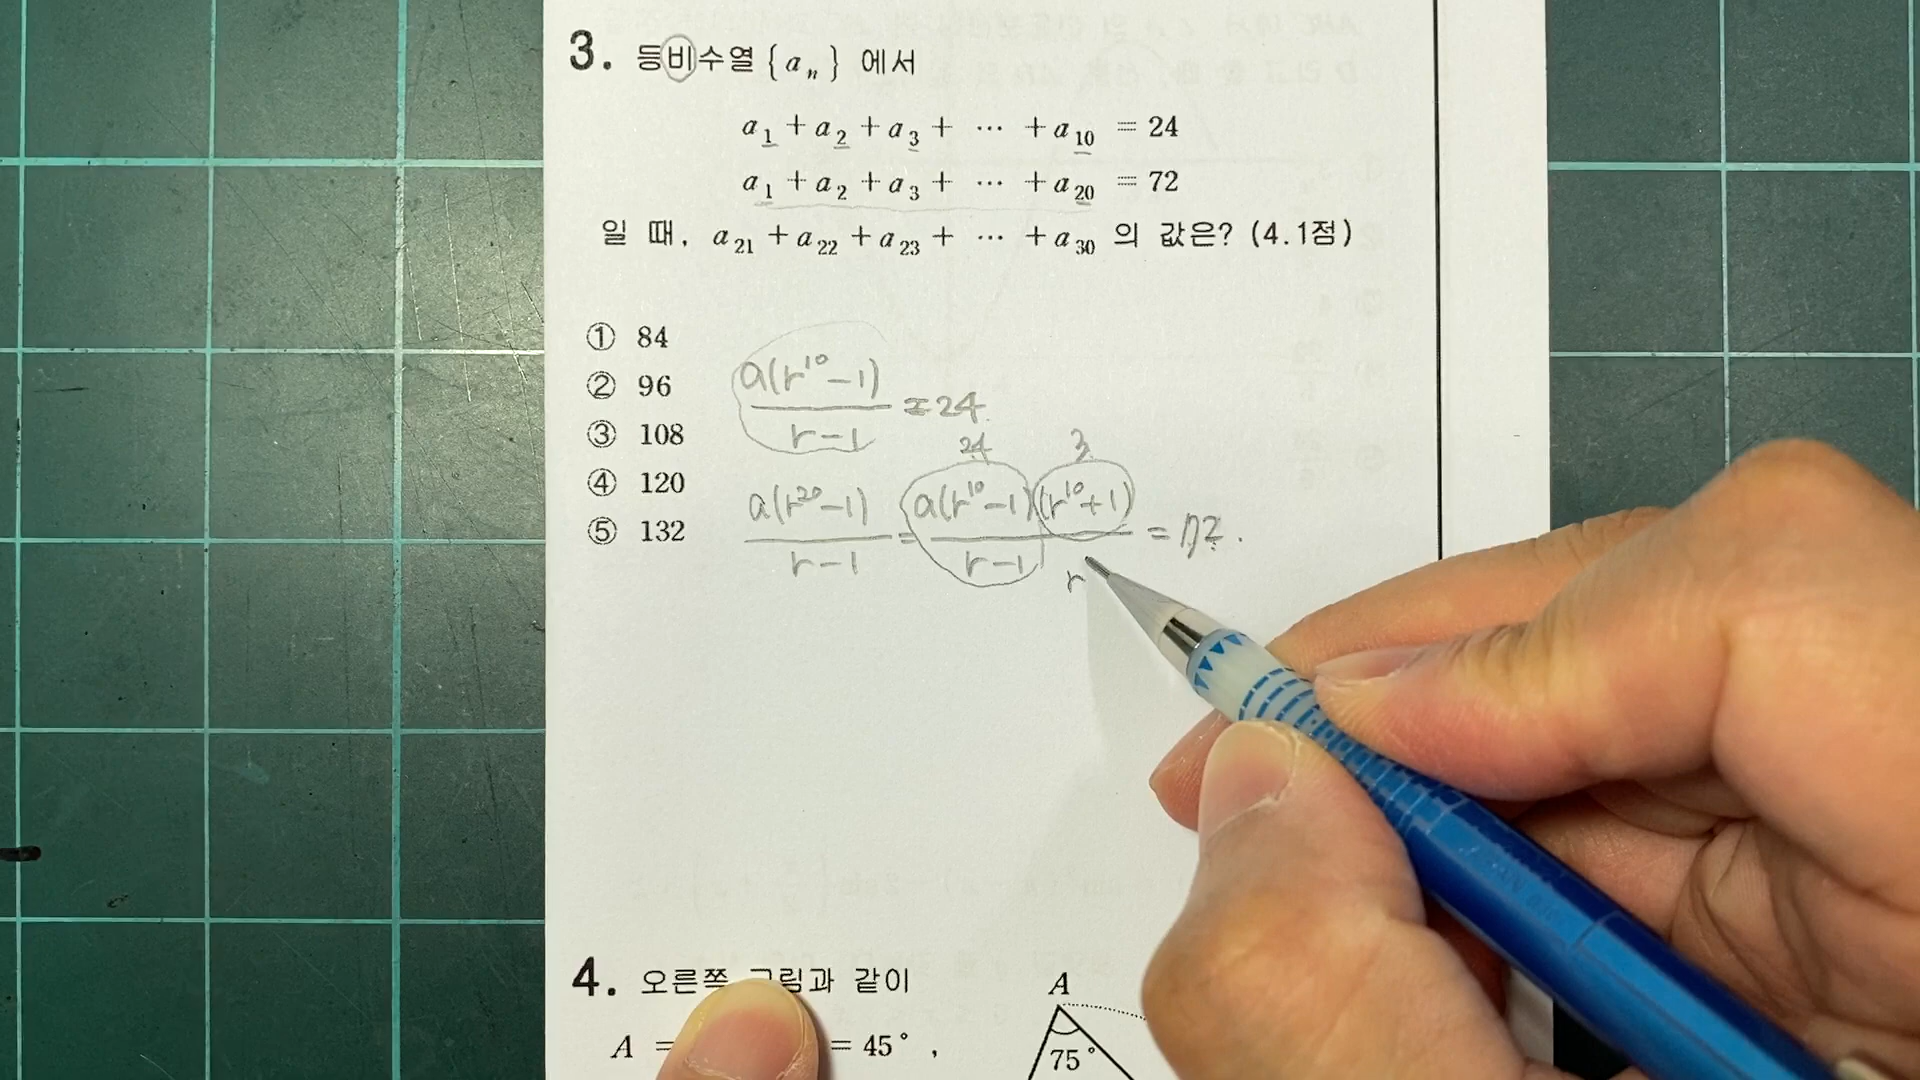 3. 등비수열 {aₙ} 에서
a₁ + a₂ + a₃ + ⋯ + a₁₀ = 24
a₁ + a₂ + a₃ + ⋯ + a₂₀ = 72
일 때, a₂₁ + a₂₂ + a₂₃ + ⋯ + a₃₀ 의 값은? (4.1점)
① 84
② 96
③ 108
④ 120
⑤ 132
a(r¹⁰-1)/r-1 = 24
24 3
a(r²⁰-1)/r-1 = a(r¹⁰-1)(r¹⁰+1)/r-1 = 72.
r
4. 오른쪽 그림과 같이
A = = 45°,
A
75°